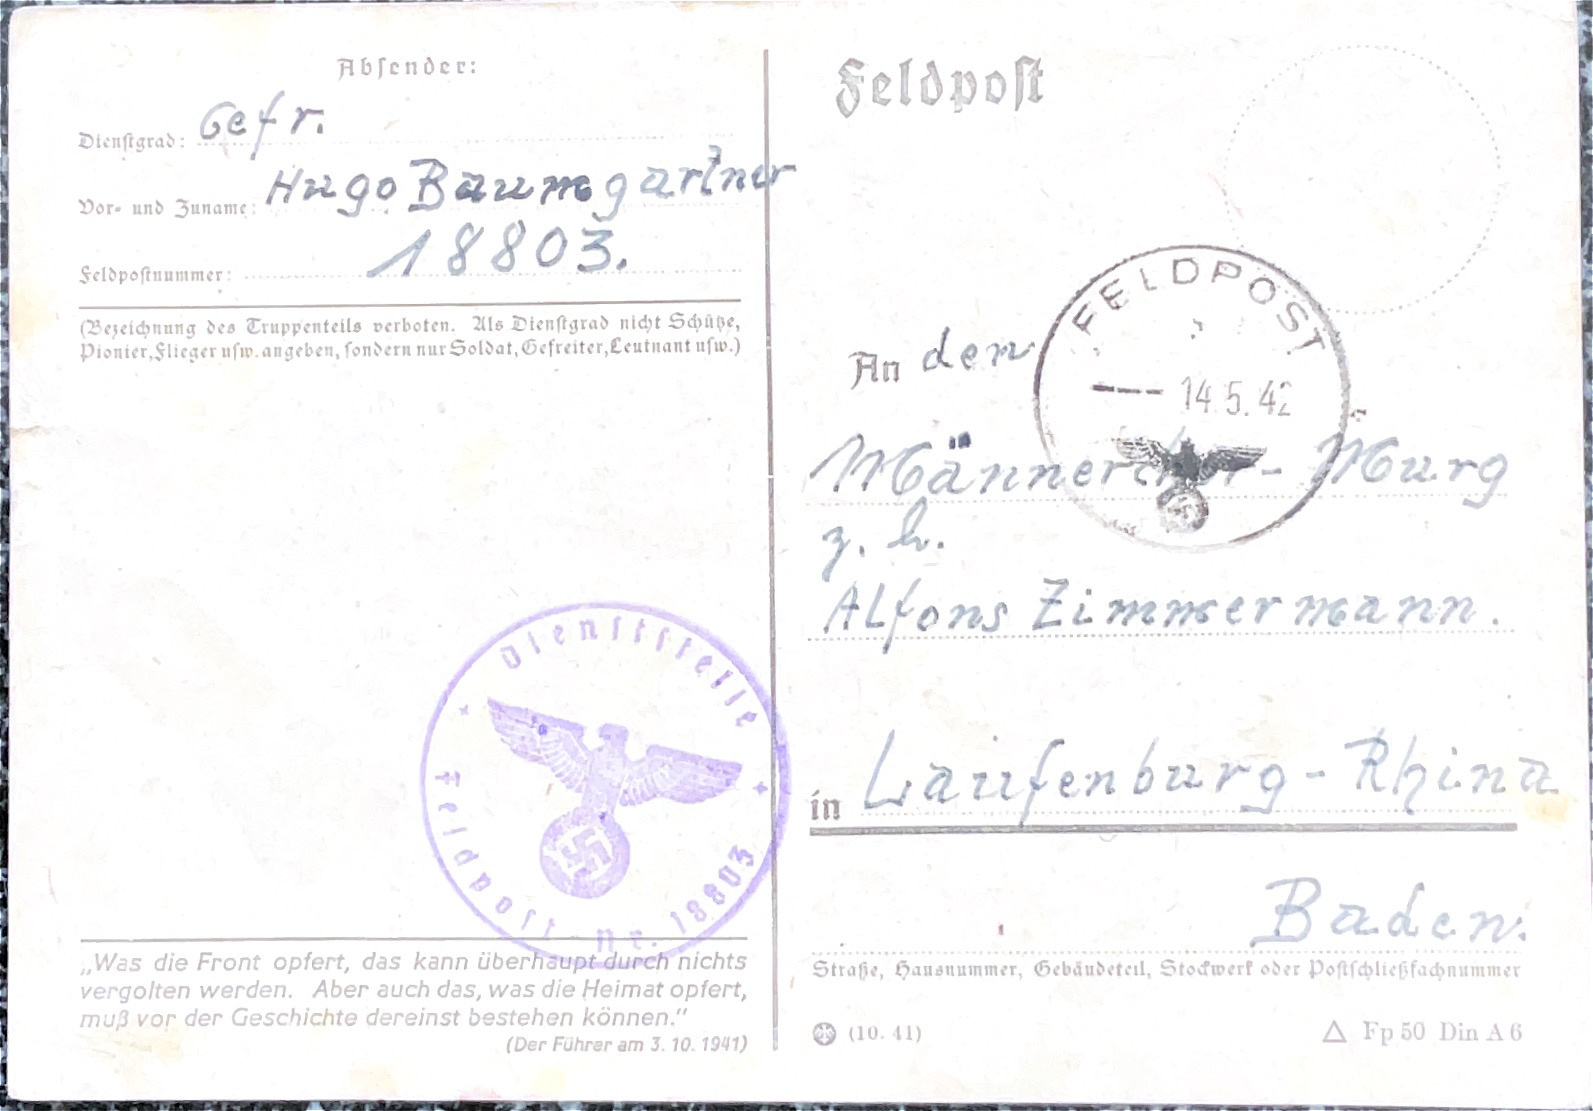 Absender:
Dienstgrad: Gefr.
Vor- und Zuname: Hugo Baumgartner
Feldpostnummer: 18803.
(Bezeichnung des Truppenteils verboten. Als Dienstgrad nicht Schütze,
Pionier, Flieger usw. angeben, sondern nur Soldat, Gefreiter, Leutnant usw.)
Dienststelle
Feldpost-Nr. 18803
„Was die Front opfert, das kann überhaupt durch nichts
vergolten werden. Aber auch das, was die Heimat opfert,
muß vor der Geschichte dereinst bestehen können.“
(Der Führer am 3. 10. 1941)
Feldpost
FELDPOST
--- 14.5.42
An den
Männerchor - Murg
z. h.
Alfons Zimmermann.
in Laufenburg - Rhina
Baden.
Straße, Hausnummer, Gebäudeteil, Stockwerk oder Postschließfachnummer
(10. 41)
△ Fp 50 Din A 6